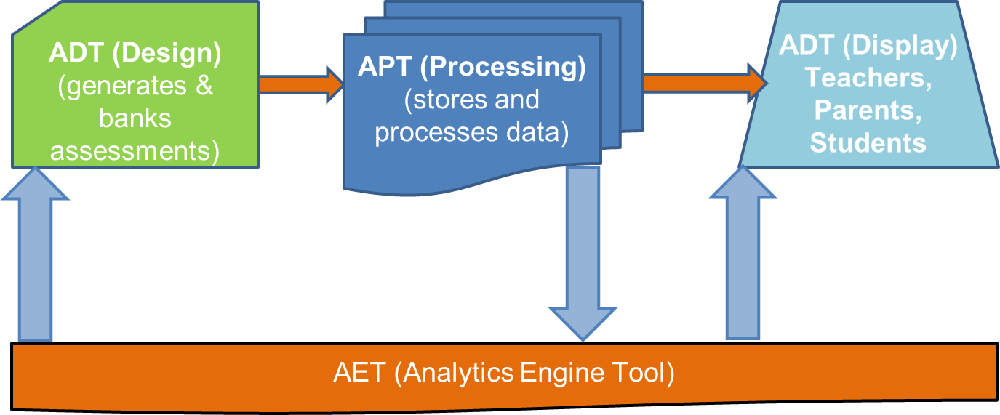 ADT (Design)
(generates &
banks
assessments)
APT (Processing)
(stores and
processes data)
ADT (Display)
Teachers,
Parents,
Students
AET (Analytics Engine Tool)